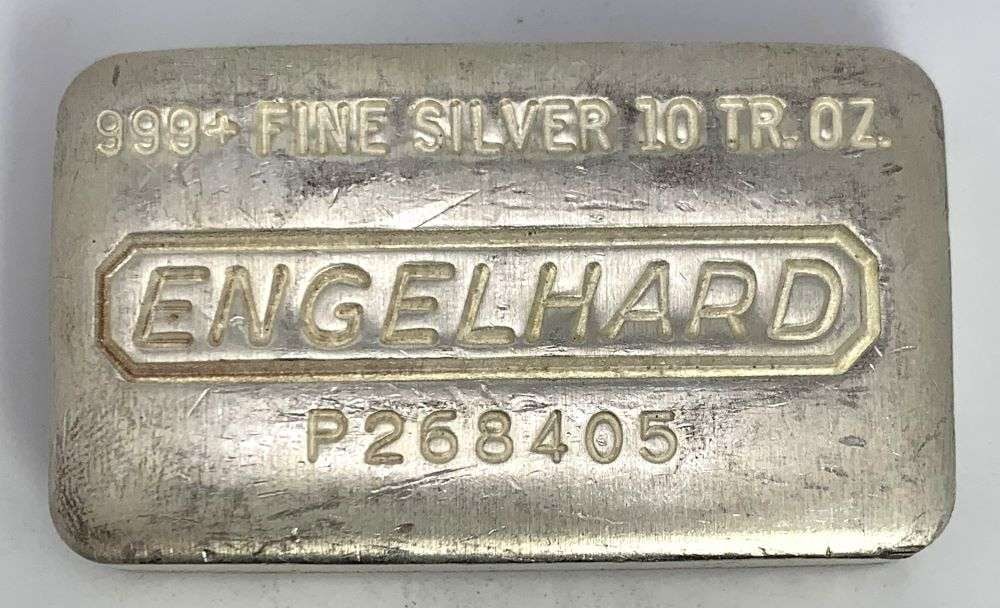 999+ FINE SILVER 10 TR. OZ.
ENGELHARD
P268405